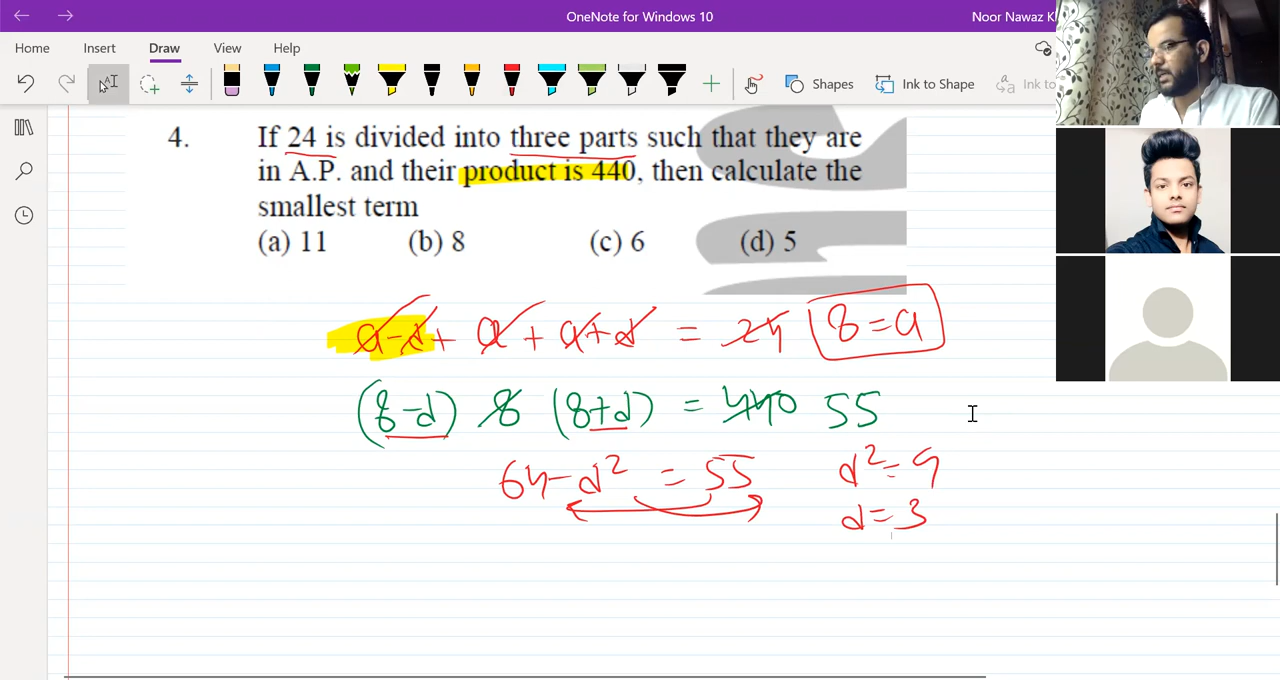 OneNote for Windows 10
Noor Nawaz K
Home Insert Draw View Help
Shapes Ink to Shape Ink to
4. If 24 is divided into three parts such that they are
in A.P. and their product is 440, then calculate the
smallest term
(a) 11 (b) 8 (c) 6 (d) 5
a-d + a + a+d = 24 8=a
(8-d) 8 (8+d) = 440 55
64-d² = 55 d²=9
d=3